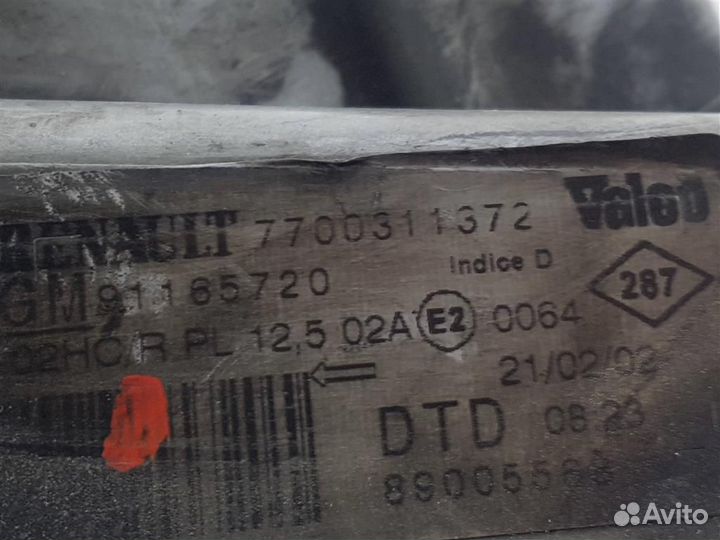 RENAULT 7700311372 Valeo
GM 91165720 Indice D 287
02HC/R PL 12,5 02A E2 0064
21/02/02
DTD 08:23
89005568
Avito